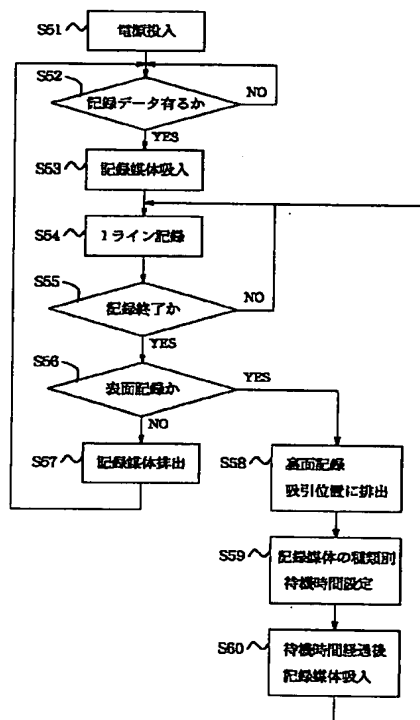 S51
電源投入
S52
記録データ有るか
NO
YES
S53
記録媒体吸入
S54
1ライン記録
S55
記録終了か
NO
YES
S56
表面記録か
YES
NO
S57
記録媒体排出
S58
裏面記録
吸引位置に排出
S59
記録媒体の種類別
待機時間設定
S60
待機時間経過後
記録媒体吸入